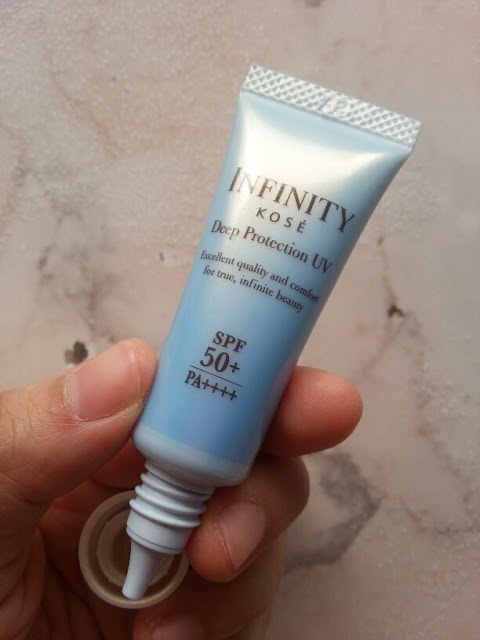 INFINITY
KOSÉ
Deep Protection UV
Excellent quality and comfort
for true, infinite beauty
SPF
50+
PA++++